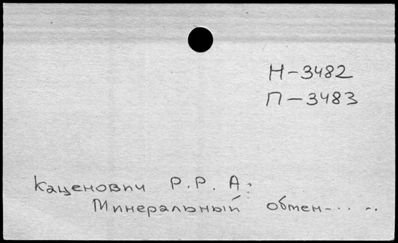 Н-3482
П-3483
Каценович Р.Р. А:
Минеральный обмен-.. ..